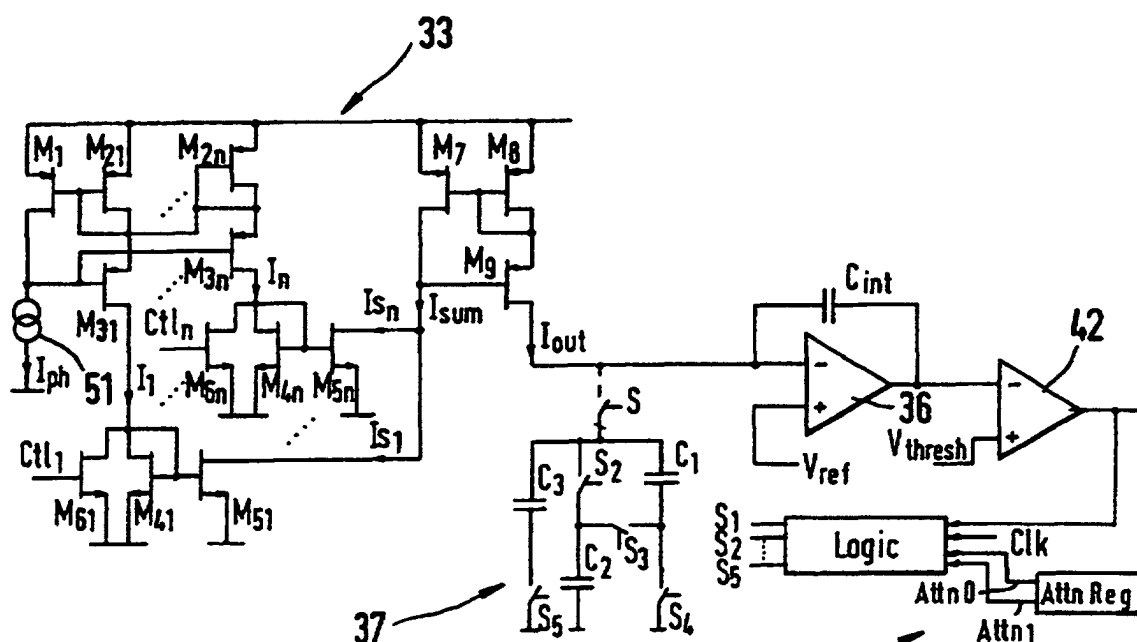 33
M1 M21 M2n M7 M8
M3n In M9 Cint
M31 Ctln Isn Isum Iout 42
Iph 51 I1 M6n M4n M5n S 36
Is1 Vthresh
Ctl1 C3 S2 C1 Vref
M61 M41 M51 S1
S2 Logic Clk
S3
C2 S5
Attn0 Attn Reg
37 S5 S4 Attn1